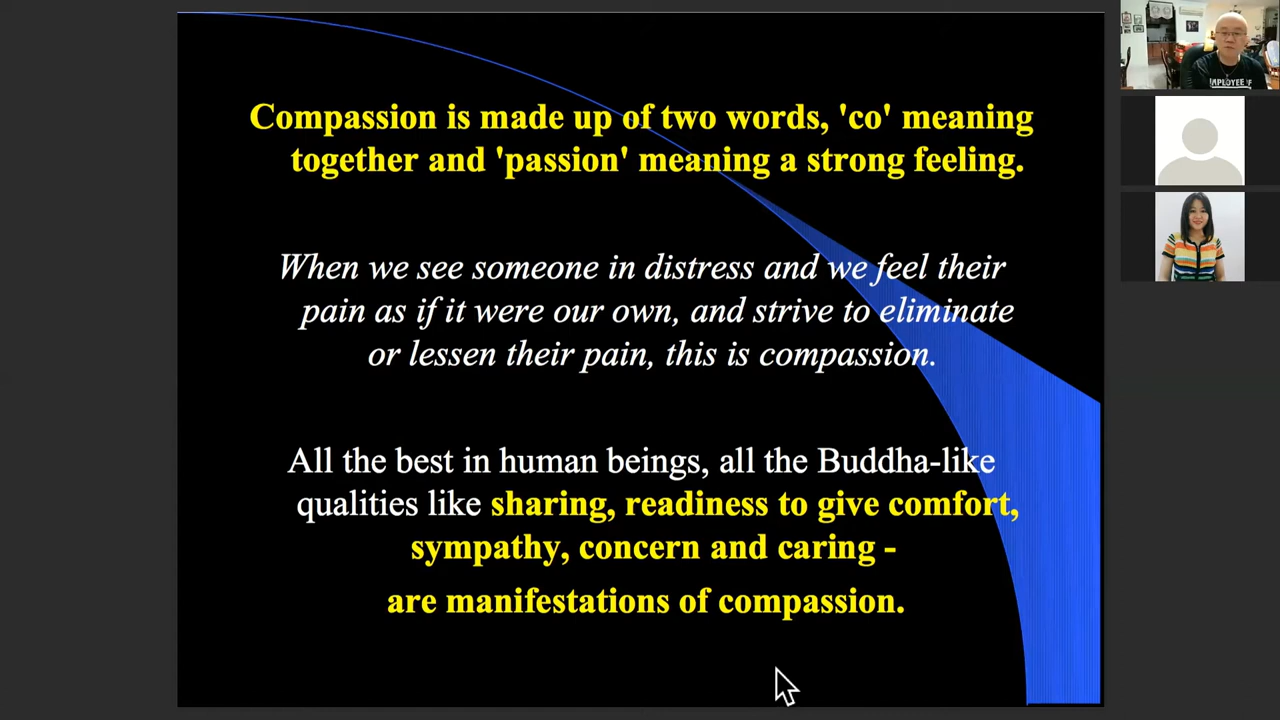 Compassion is made up of two words, 'co' meaning
together and 'passion' meaning a strong feeling.
When we see someone in distress and we feel their
pain as if it were our own, and strive to eliminate
or lessen their pain, this is compassion.
All the best in human beings, all the Buddha-like
qualities like sharing, readiness to give comfort,
sympathy, concern and caring -
are manifestations of compassion.
EMPLOYEE OF